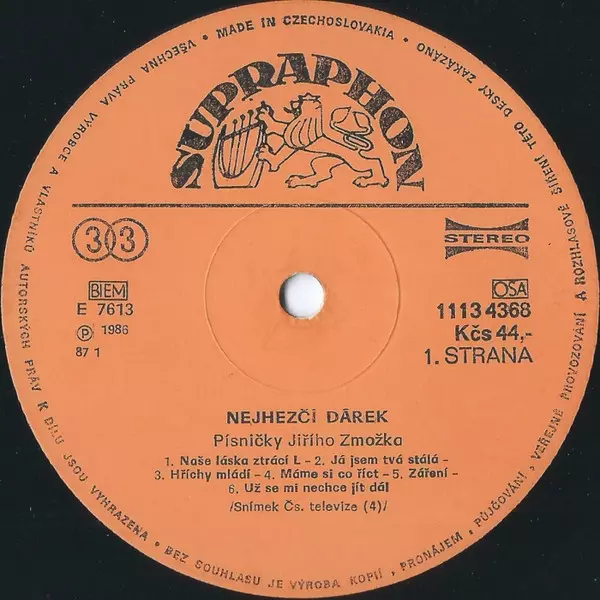 VŠECHNA PRÁVA VÝROBCE A VLASTNÍKŮ AUTORSKÝCH PRÁV K DÍLU JSOU VYHRAZENA • BEZ SOUHLASU JE VÝROBA KOPIÍ, PRONÁJEM, PŮJČOVÁNÍ, VEŘEJNÉ PROVOZOVÁNÍ A ROZHLASOVÉ ŠÍŘENÍ TÉTO DESKY ZAKÁZÁNO • MADE IN CZECHOSLOVAKIA •
SUPRAPHON
33
STEREO
BIEM
OSA
E 7613
1113 4368
Ⓟ 1986
Kčs 44,-
87 1
1. STRANA
NEJHEZČÍ DÁREK
Písničky Jiřího Zmožka
1. Naše láska ztrácí L – 2. Já jsem tvá stálá –
3. Hříchy mládí – 4. Máme si co říct – 5. Záření –
6. Už se mi nechce jít dál
/Snímek Čs. televize (4)/